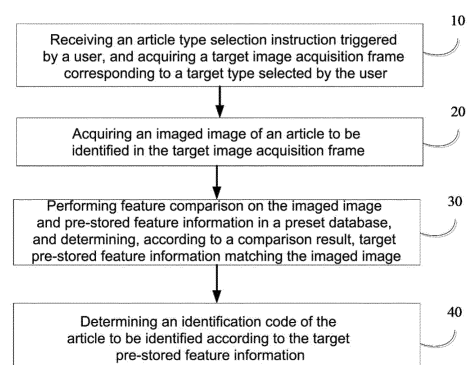 10
Receiving an article type selection instruction triggered
by a user, and acquiring a target image acquisition frame
corresponding to a target type selected by the user
20
Acquiring an imaged image of an article to be
identified in the target image acquisition frame
30
Performing feature comparison on the imaged image
and pre-stored feature information in a preset database,
and determining, according to a comparison result, target
pre-stored feature information matching the imaged image
40
Determining an identification code of the
article to be identified according to the target
pre-stored feature information